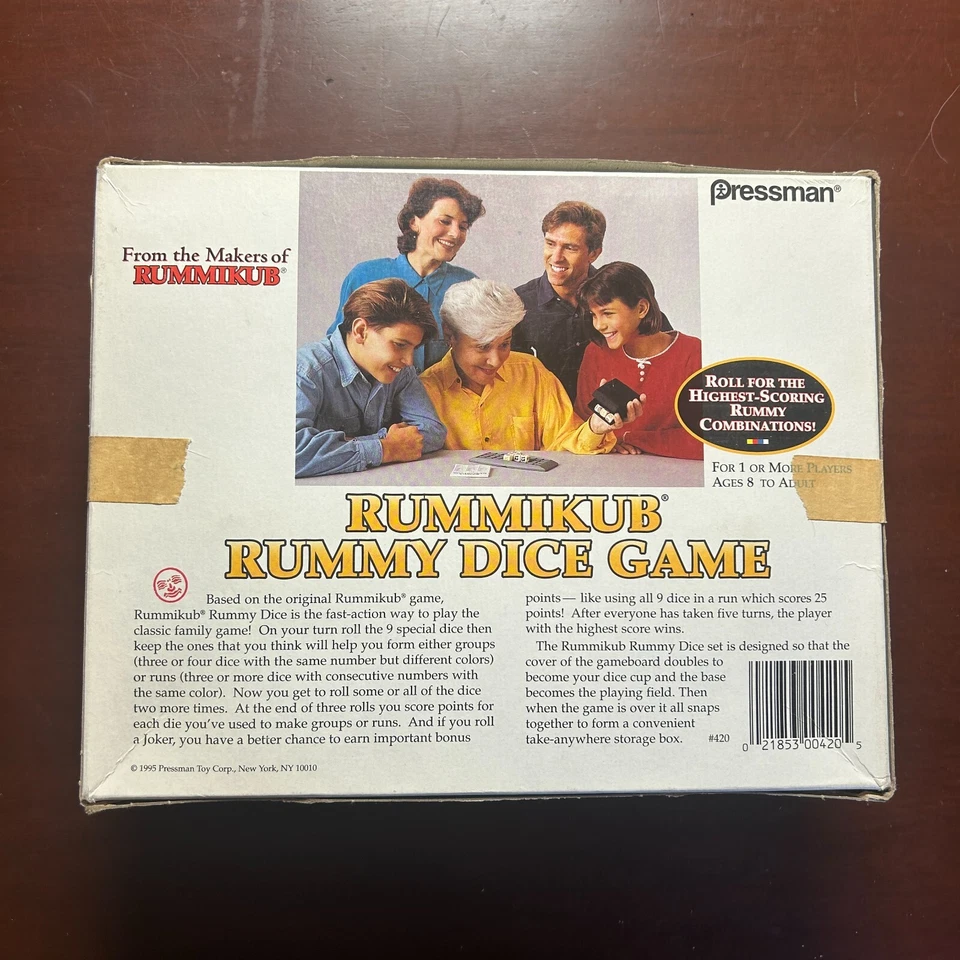 Pressman®
From the Makers of
RUMMIKUB®
ROLL FOR THE
HIGHEST-SCORING
RUMMY
COMBINATIONS!
FOR 1 OR MORE PLAYERS
AGES 8 TO ADULT
RUMMIKUB®
RUMMY DICE GAME
Based on the original Rummikub® game,
Rummikub® Rummy Dice is the fast-action way to play the
classic family game! On your turn roll the 9 special dice then
keep the ones that you think will help you form either groups
(three or four dice with the same number but different colors)
or runs (three or more dice with consecutive numbers with
the same color). Now you get to roll some or all of the dice
two more times. At the end of three rolls you score points for
each die you've used to make groups or runs. And if you roll
a Joker, you have a better chance to earn important bonus
points— like using all 9 dice in a run which scores 25
points! After everyone has taken five turns, the player
with the highest score wins.
The Rummikub Rummy Dice set is designed so that the
cover of the gameboard doubles to
become your dice cup and the base
becomes the playing field. Then
when the game is over it all snaps
together to form a convenient
take-anywhere storage box.
#420
0 21853 00420 5
© 1995 Pressman Toy Corp., New York, NY 10010